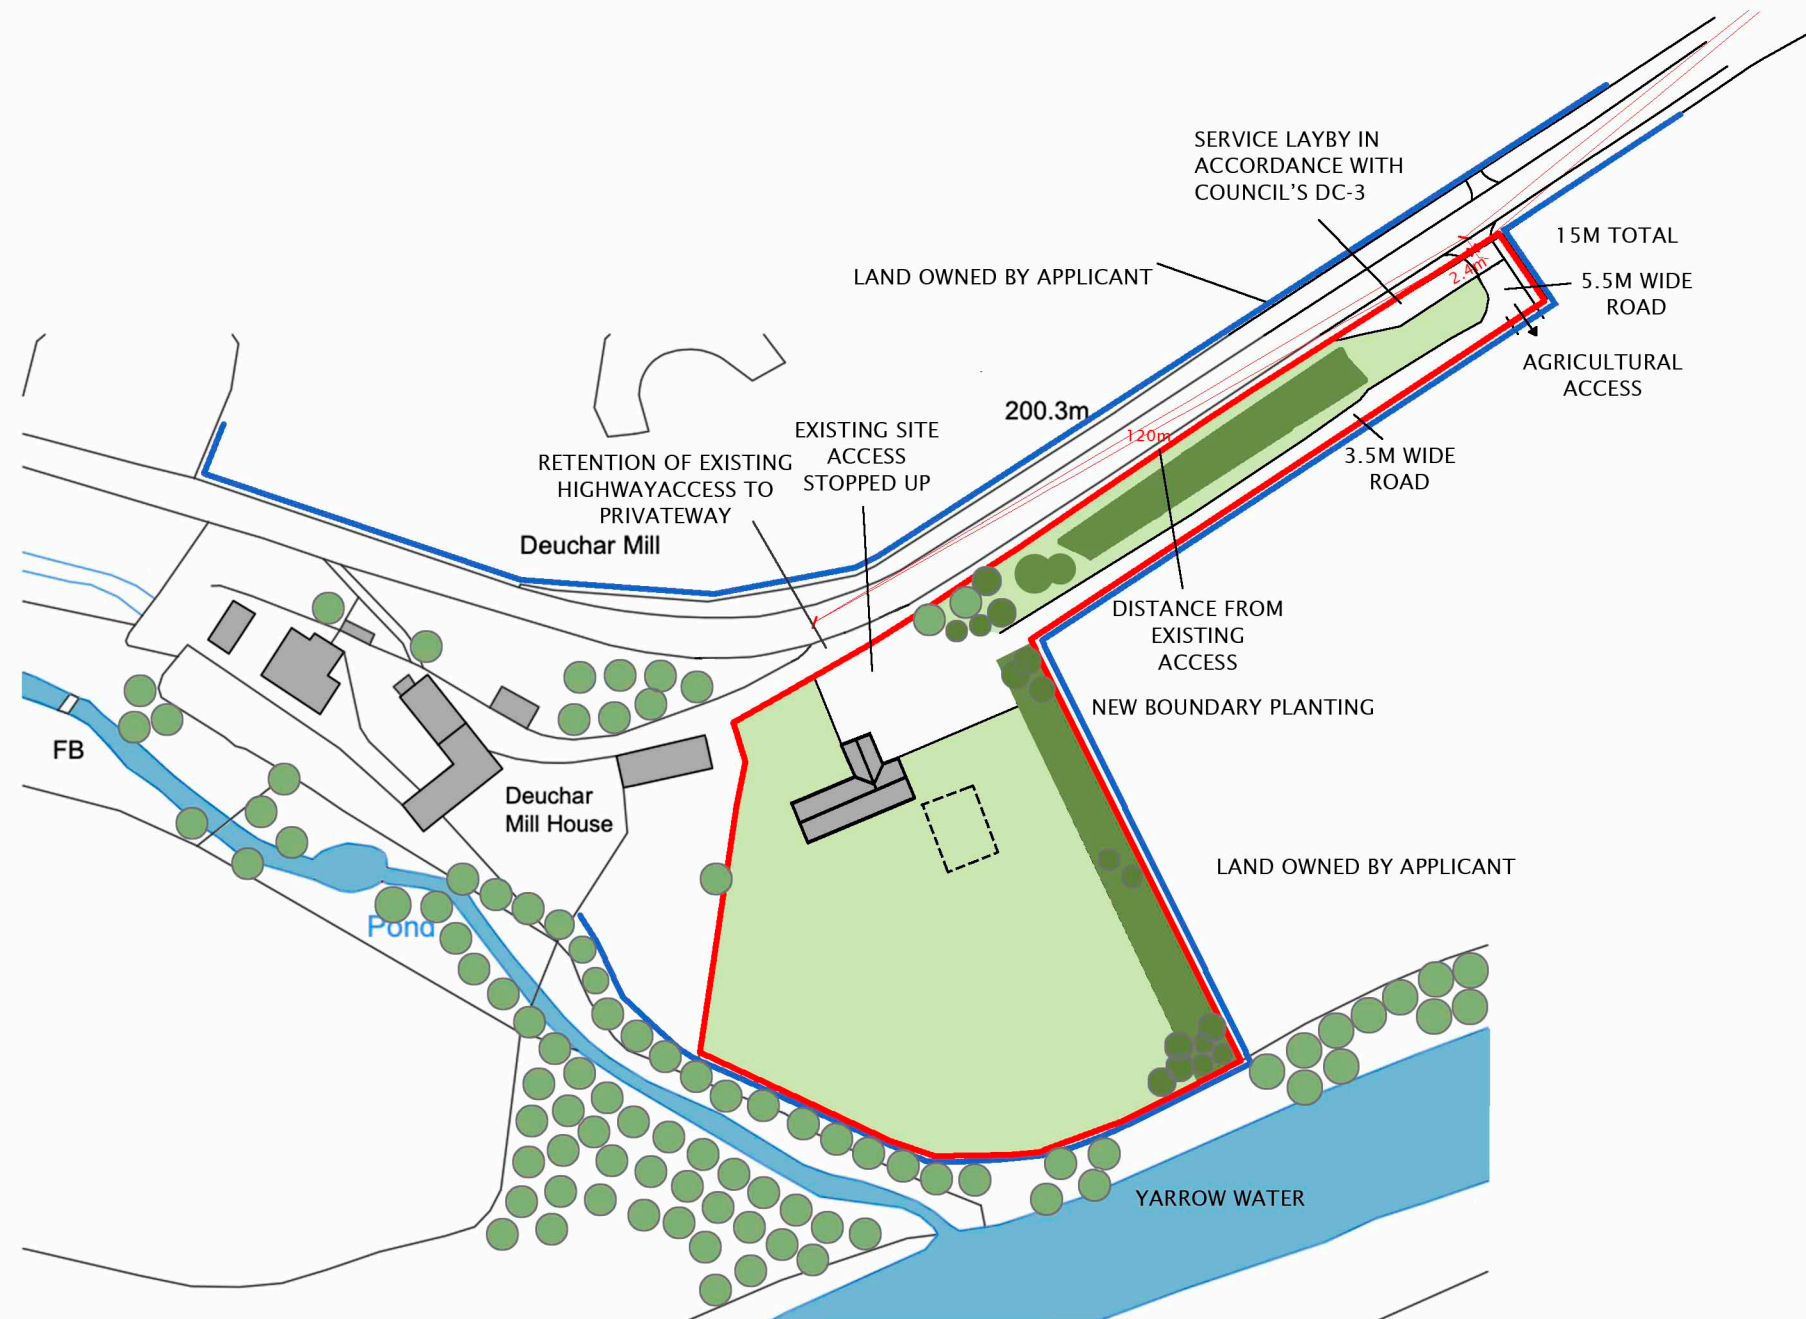 SERVICE LAYBY IN
ACCORDANCE WITH
COUNCIL'S DC-3
15M TOTAL
LAND OWNED BY APPLICANT
2.4m
5.5M WIDE
ROAD
AGRICULTURAL
ACCESS
200.3m
120m
EXISTING SITE
ACCESS
STOPPED UP
RETENTION OF EXISTING
HIGHWAYACCESS TO
PRIVATEWAY
3.5M WIDE
ROAD
Deuchar Mill
DISTANCE FROM
EXISTING
ACCESS
NEW BOUNDARY PLANTING
FB
Deuchar
Mill House
LAND OWNED BY APPLICANT
Pond
YARROW WATER